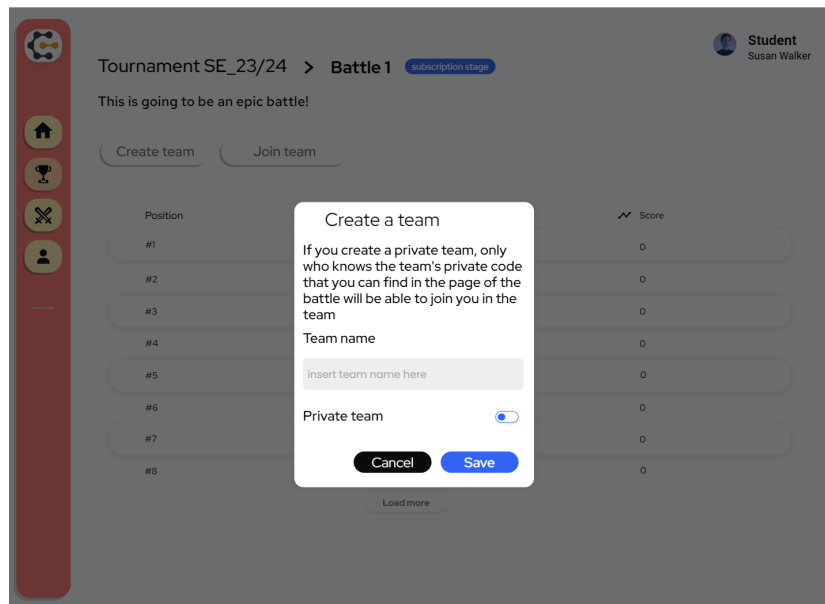 Student
Susan Walker
Tournament SE_23/24 > Battle 1 subscription stage
This is going to be an epic battle!
Create team Join team
Position Score
#1 0
#2 0
#3 0
#4 0
#5 0
#6 0
#7 0
#8 0
Load more
Create a team
If you create a private team, only
who knows the team's private code
that you can find in the page of the
battle will be able to join you in the
team
Team name
insert team name here
Private team
Cancel Save